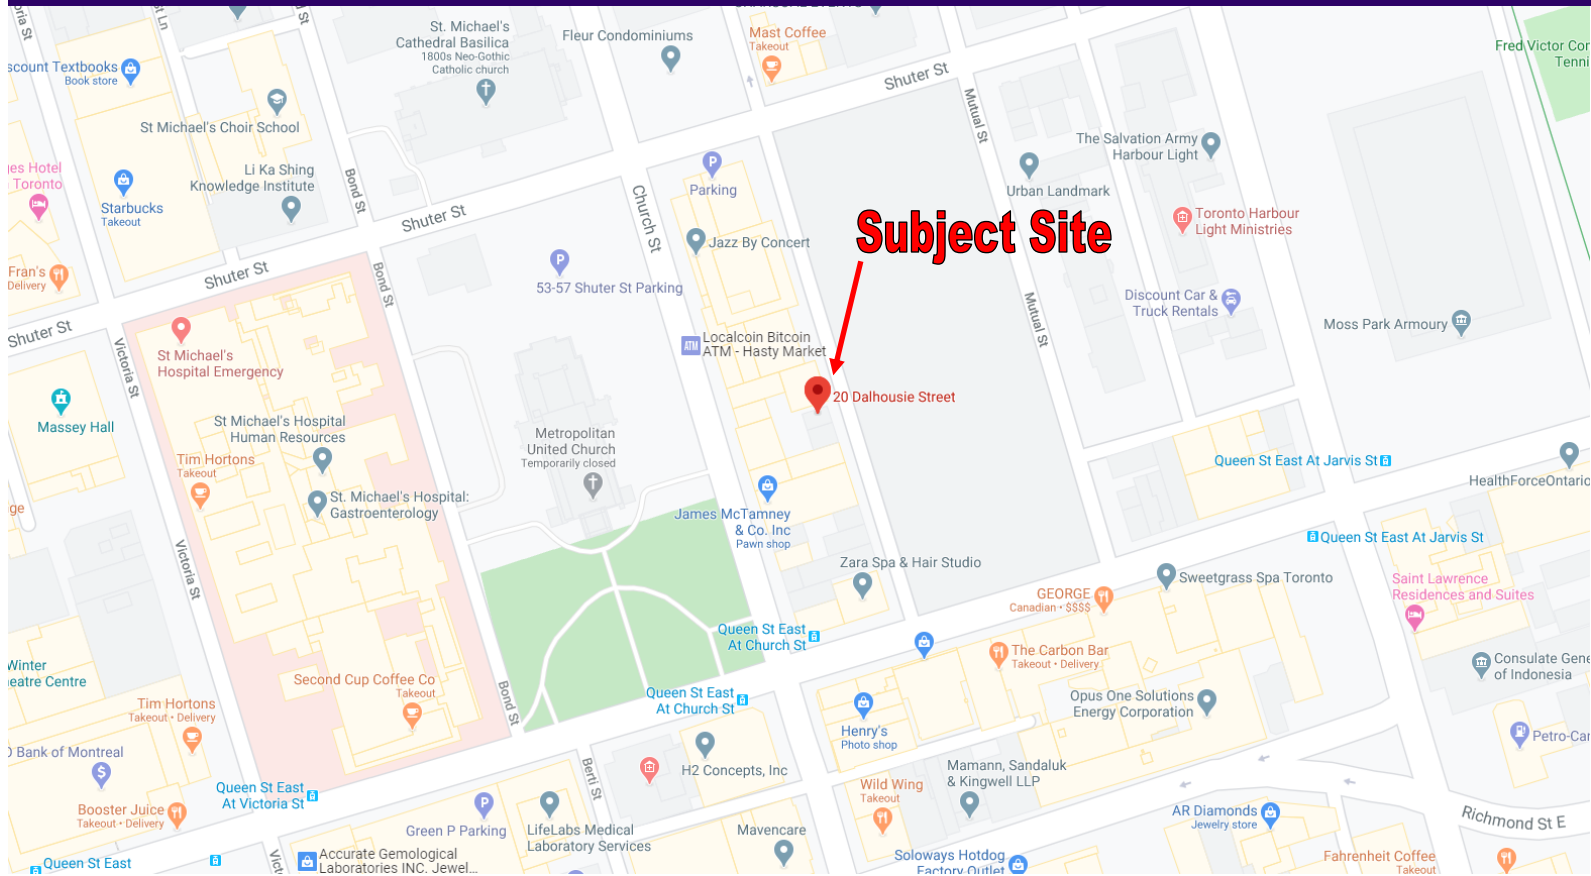 St. Michael's
Cathedral Basilica
1800s Neo-Gothic
Catholic church
Fleur Condominiums
Mast Coffee
Takeout
Fred Victor Cor
Tenni
scount Textbooks
Book store
Shuter St
Mutual St
St Michael's Choir School
The Salvation Army
Harbour Light
Li Ka Shing
Knowledge Institute
ges Hotel
Toronto
Parking
Urban Landmark
Starbucks
Takeout
Bond St
Shuter St
Church St
Toronto Harbour
Light Ministries
Subject Site
Jazz By Concert
Fran's
Delivery
Shuter St
Bond St
53-57 Shuter St Parking
Discount Car &
Truck Rentals
Mutual St
Moss Park Armoury
Shuter St
Victoria St
St Michael's
Hospital Emergency
ATM
Localcoin Bitcoin
ATM - Hasty Market
20 Dalhousie Street
Massey Hall
St Michael's Hospital
Human Resources
Metropolitan
United Church
Temporarily closed
Tim Hortons
Takeout
Queen St East At Jarvis St
HealthForceOntario
St. Michael's Hospital:
Gastroenterology
James McTamney
& Co. Inc
Pawn shop
Queen St East At Jarvis St
Victoria St
Zara Spa & Hair Studio
Sweetgrass Spa Toronto
Saint Lawrence
Residences and Suites
GEORGE
Canadian · $$$$
Queen St East
At Church St
The Carbon Bar
Takeout · Delivery
Winter
eatre Centre
Second Cup Coffee Co
Takeout
Bond St
Queen St East
At Church St
Opus One Solutions
Energy Corporation
Consulate Gene
of Indonesia
Tim Hortons
Takeout · Delivery
Henry's
Photo shop
Petro-Car
O Bank of Montreal
Berti St
H2 Concepts, Inc
Mamann, Sandaluk
& Kingwell LLP
Queen St East
At Victoria St
Wild Wing
Takeout
Booster Juice
Takeout · Delivery
Green P Parking
LifeLabs Medical
Laboratory Services
Mavencare
AR Diamonds
Jewelry store
Richmond St E
Queen St East
Vict
Accurate Gemological
Laboratories INC. Jewel...
Soloways Hotdog
Factory Outlet
Fahrenheit Coffee
Takeout